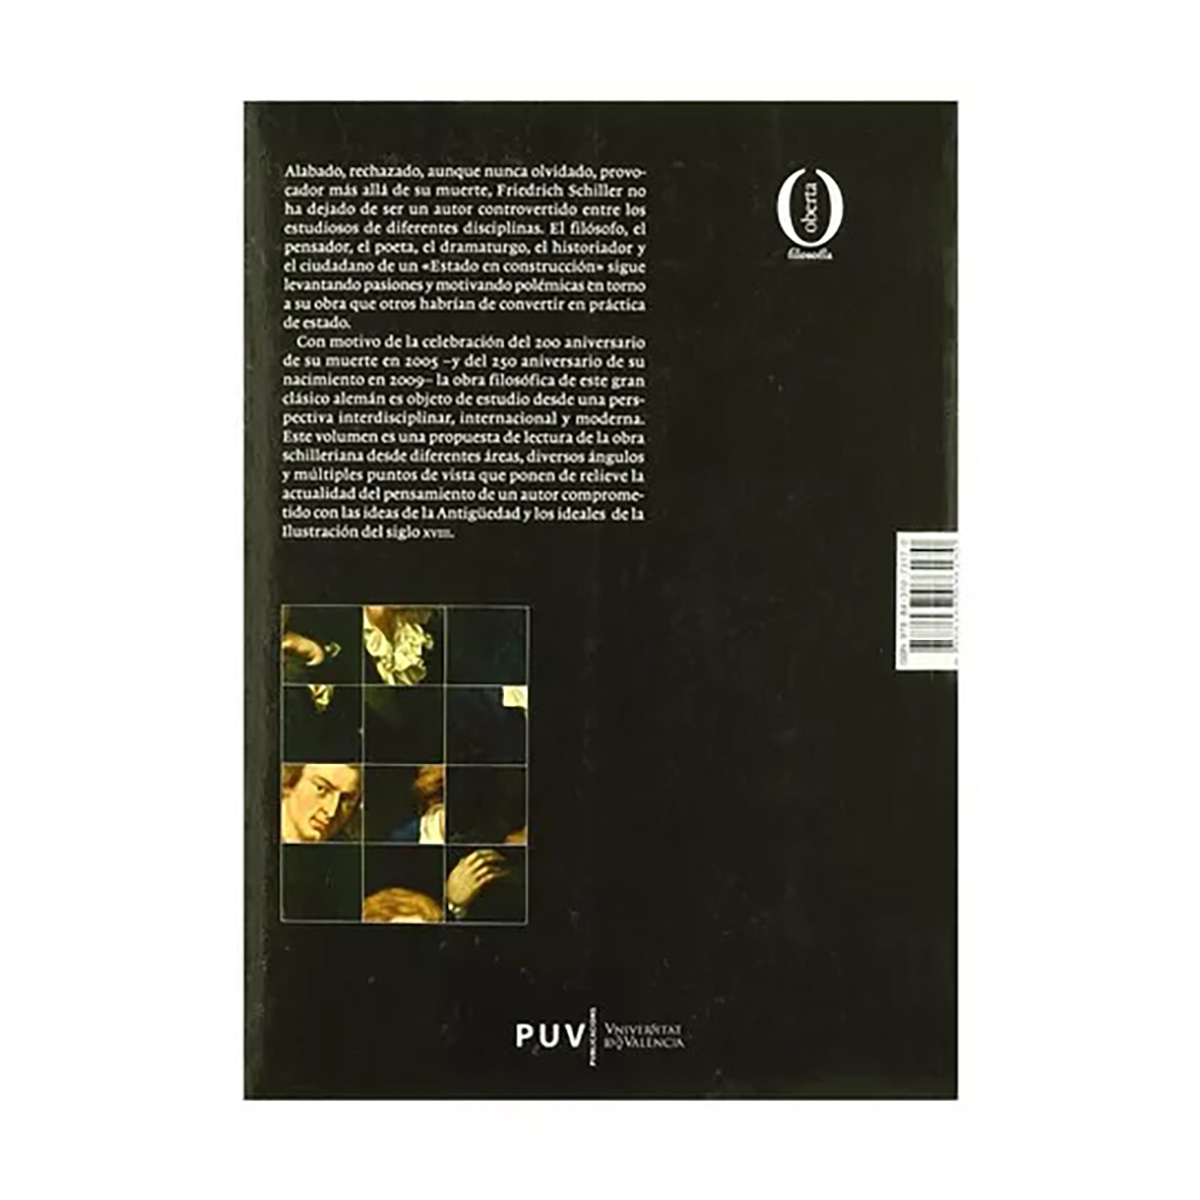 Alabado, rechazado, aunque nunca olvidado, provo-
cador más allá de su muerte, Friedrich Schiller no
ha dejado de ser un autor controvertido entre los
estudiosos de diferentes disciplinas. El filósofo, el
pensador, el poeta, el dramaturgo, el historiador y
el ciudadano de un «Estado en construcción» sigue
levantando pasiones y motivando polémicas en torno
a su obra que otros habrían de convertir en práctica
de estado.
Con motivo de la celebración del 200 aniversario
de su muerte en 2005 –y del 250 aniversario de su
nacimiento en 2009– la obra filosófica de este gran
clásico alemán es objeto de estudio desde una pers-
pectiva interdisciplinar, internacional y moderna.
Este volumen es una propuesta de lectura de la obra
schilleriana desde diferentes áreas, diversos ángulos
y múltiples puntos de vista que ponen de relieve la
actualidad del pensamiento de un autor comprome-
tido con las ideas de la Antigüedad y los ideales de la
Ilustración del siglo XVIII.
oberta
filosofia
ISBN 978-84-370-7217-0
PUV
PUBLICACIONS
VNIVERSITAT
ID VALÈNCIA